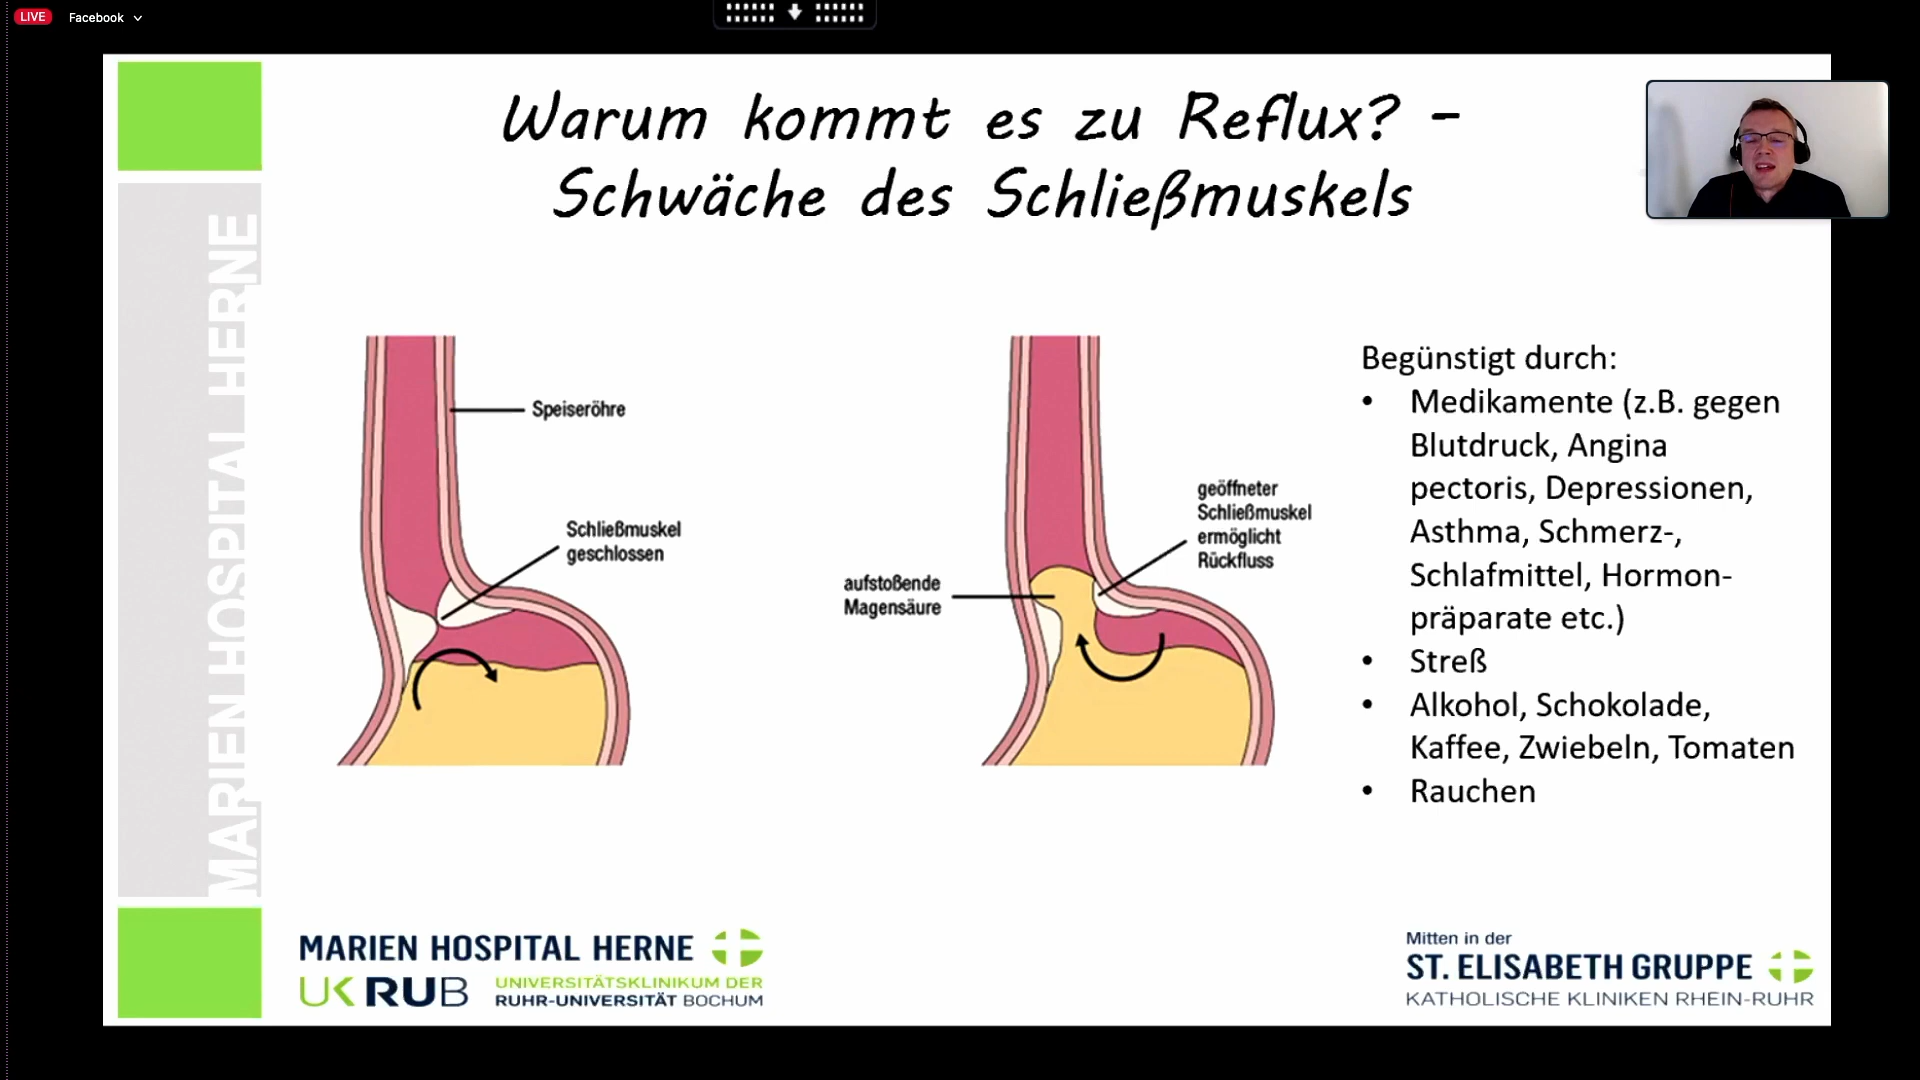 LIVE Facebook
Warum kommt es zu Reflux? -
Schwäche des Schließmuskels
MARIEN HOSPITAL HERNE
Speiseröhre
Schließmuskel
geschlossen
aufstoßende
Magensäure
geöffneter
Schließmuskel
ermöglicht
Rückfluss
Begünstigt durch:
• Medikamente (z.B. gegen
Blutdruck, Angina
pectoris, Depressionen,
Asthma, Schmerz-,
Schlafmittel, Hormon-
präparate etc.)
• Streß
• Alkohol, Schokolade,
Kaffee, Zwiebeln, Tomaten
• Rauchen
MARIEN HOSPITAL HERNE
UK RUB
UNIVERSITÄTSKLINIKUM DER
RUHR-UNIVERSITÄT BOCHUM
Mitten in der
ST. ELISABETH GRUPPE
KATHOLISCHE KLINIKEN RHEIN-RUHR